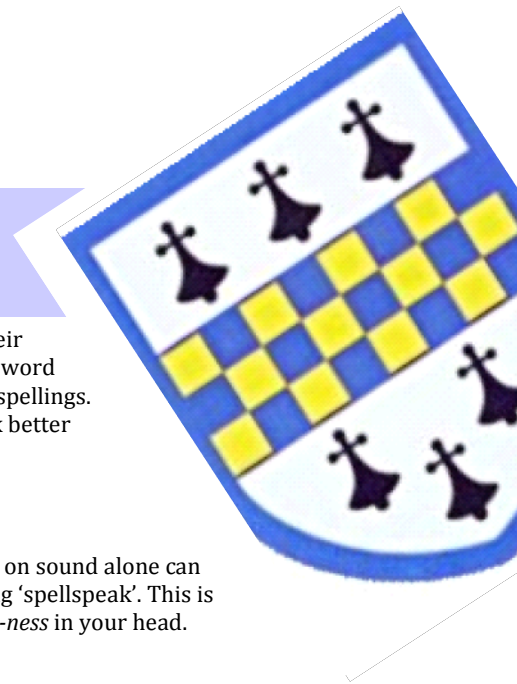 eir
word
spellings.
better
on sound alone can
g ‘spellspeak’. This is
-ness in your head.